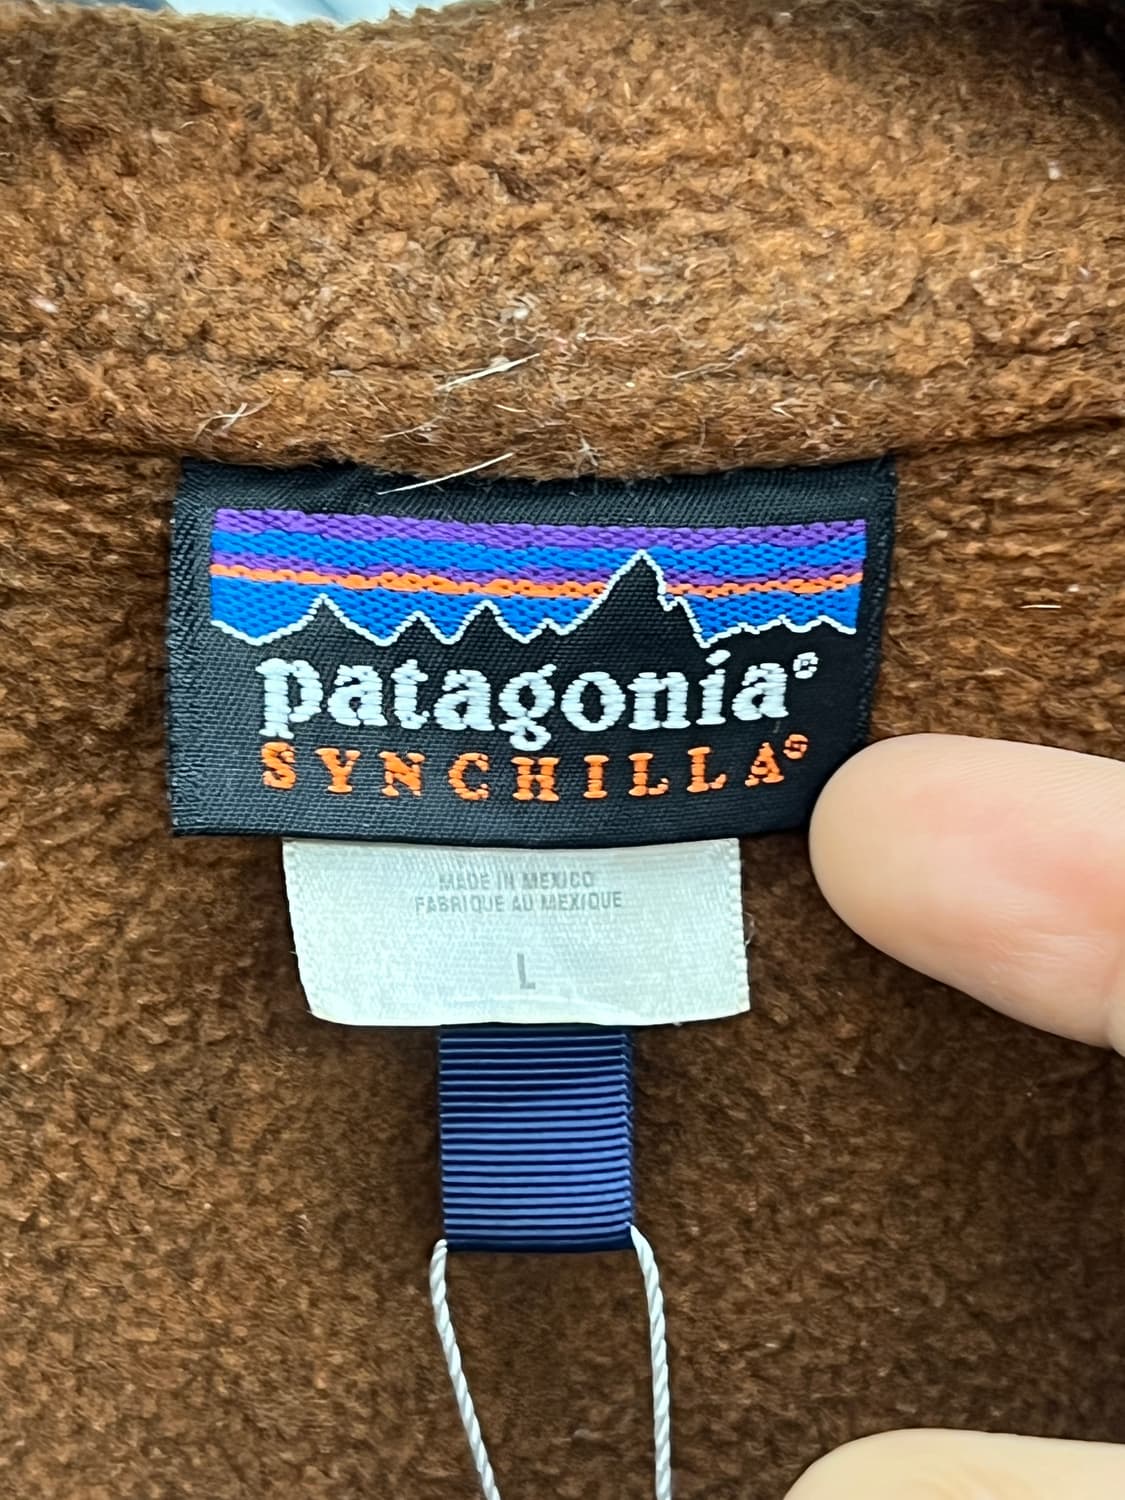 patagonia®
SYNCHILLA®
MADE IN MEXICO
FABRIQUE AU MEXIQUE
L